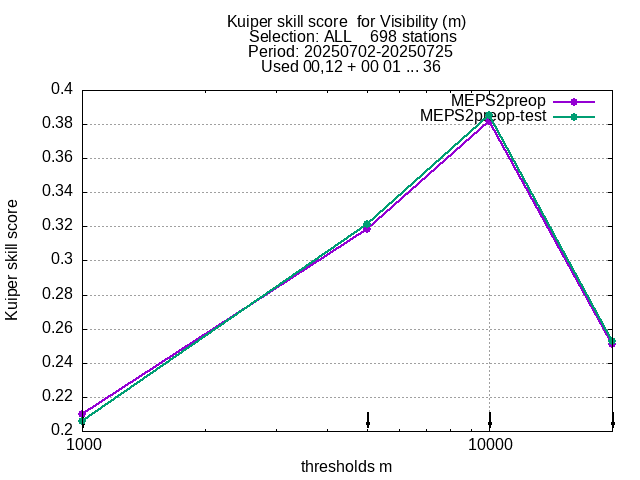 Kuiper skill score  for Visibility (m)
Selection: ALL    698 stations
Period: 20250702-20250725
Used 00,12 + 00 01 ... 36
MEPS2preop
MEPS2preop-test
0.4
0.38
0.36
0.34
0.32
0.3
0.28
0.26
0.24
0.22
0.2
Kuiper skill score
1000
10000
thresholds m